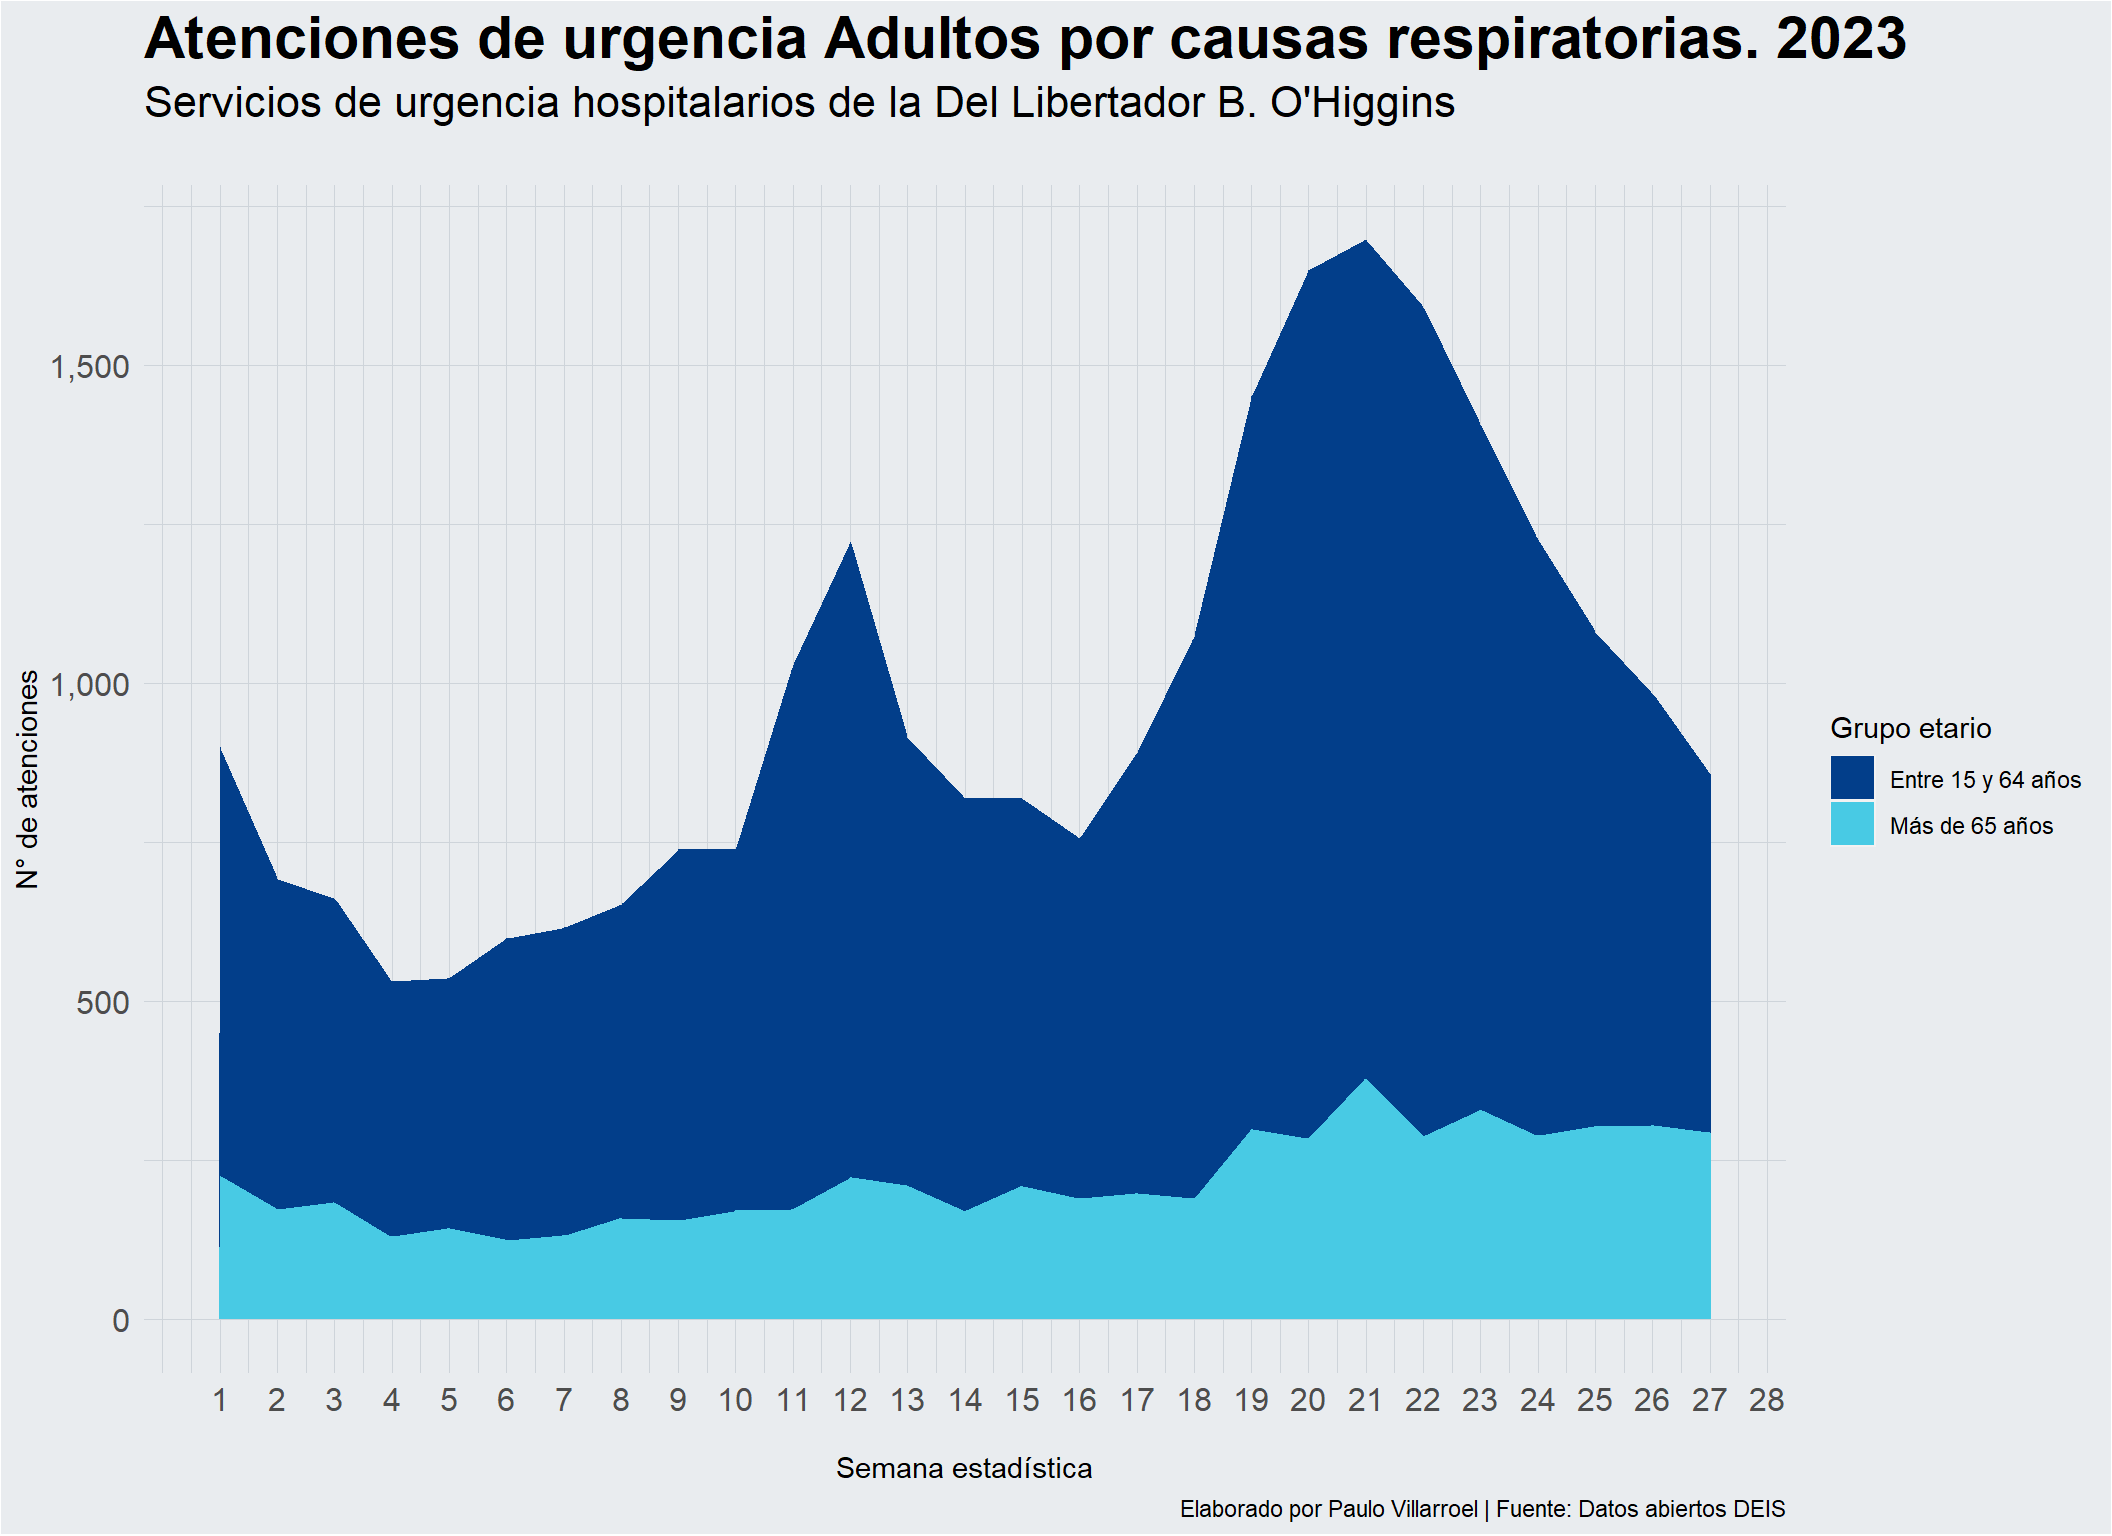 Atenciones de urgencia Adultos por causas respiratorias. 2023
Servicios de urgencia hospitalarios de la Del Libertador B. O'Higgins
1,500
1,000
500
0
N° de atenciones
1 2 3 4 5 6 7 8 9 10 11 12 13 14 15 16 17 18 19 20 21 22 23 24 25 26 27 28
Semana estadística
Grupo etario
Entre 15 y 64 años
Más de 65 años
Elaborado por Paulo Villarroel | Fuente: Datos abiertos DEIS